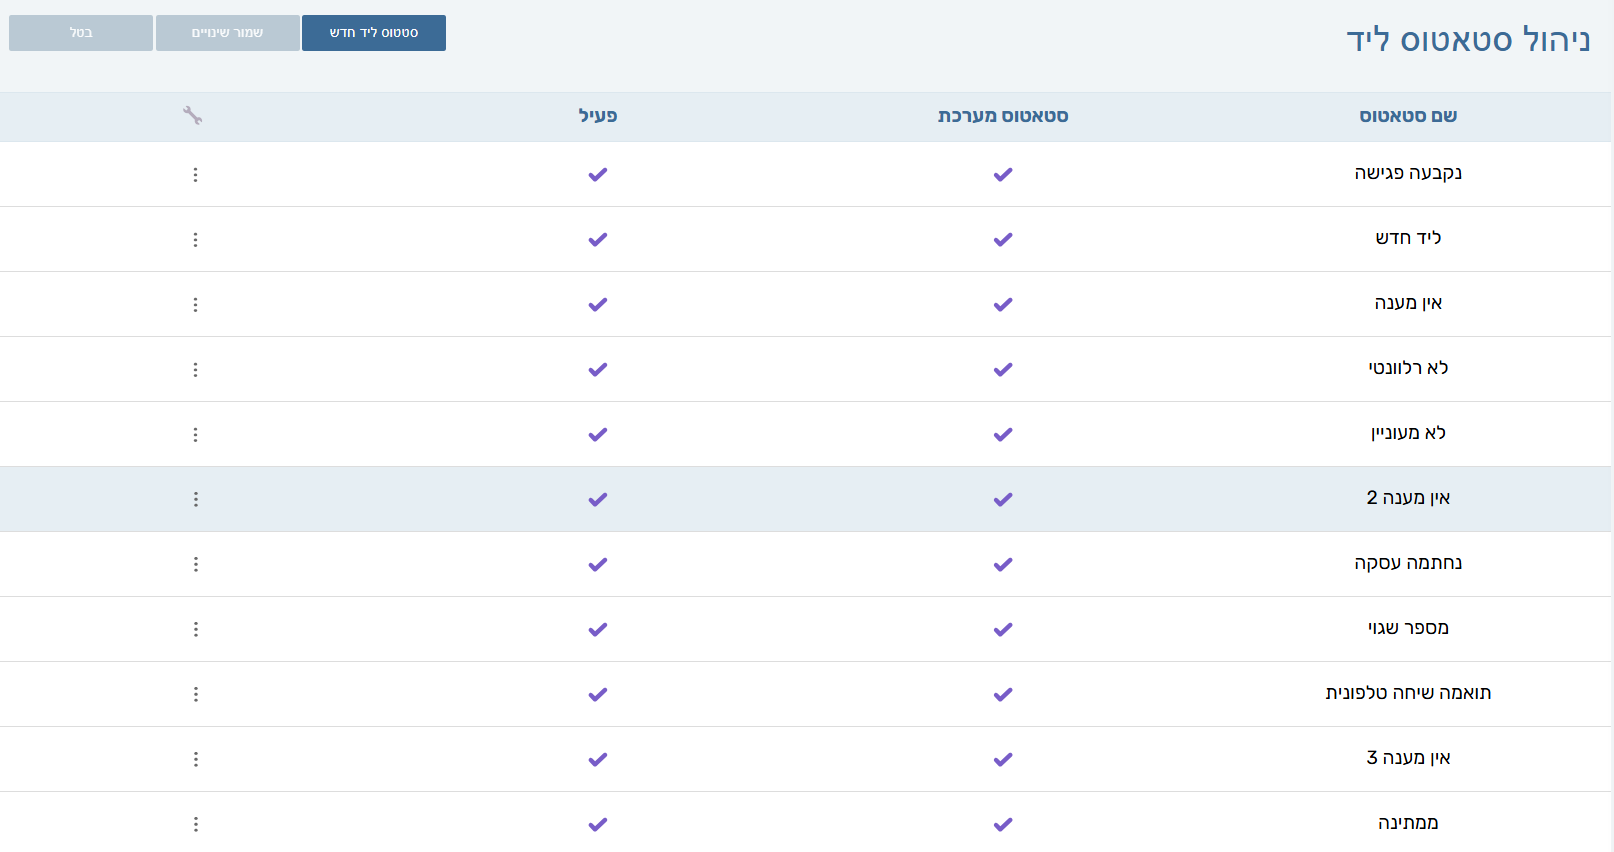 ניהול סטאטוס ליד
סטטוס ליד חדש שמור שינויים בטל
שם סטאטוס סטאטוס מערכת פעיל
נקבעה פגישה
ליד חדש
אין מענה
לא רלוונטי
לא מעוניין
אין מענה 2
נחתמה עסקה
מספר שגוי
תואמה שיחה טלפונית
אין מענה 3
ממתינה